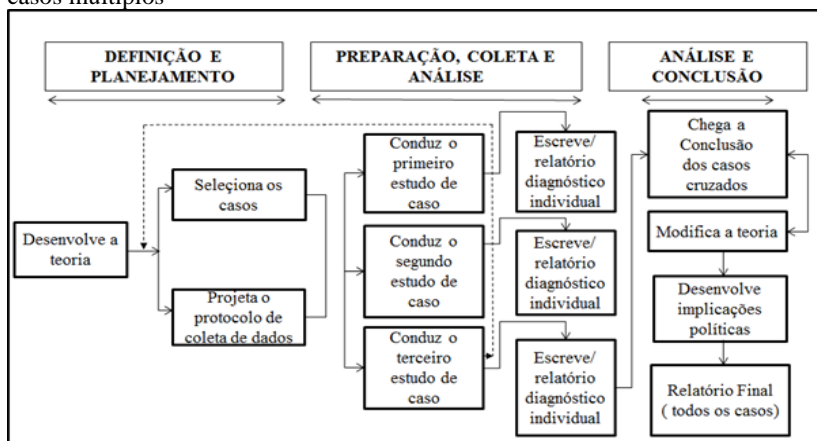 casos múltiplos
DEFINIÇÃO E
PLANEJAMENTO
PREPARAÇÃO, COLETA E
ANÁLISE
ANÁLISE E
CONCLUSÃO
Desenvolve a
teoria
Seleciona os
casos
Projeta o
protocolo de
coleta de dados
Conduz o
primeiro
estudo de
caso
Conduz o
segundo
estudo de
caso
Conduz o
terceiro
estudo de
caso
Escreve/
relatório
diagnóstico
individual
Escreve/
relatório
diagnóstico
individual
Escreve/
relatório
diagnóstico
individual
Chega a
Conclusão
dos casos
cruzados
Modifica a teoria
Desenvolve
implicações
políticas
Relatório Final
( todos os casos)